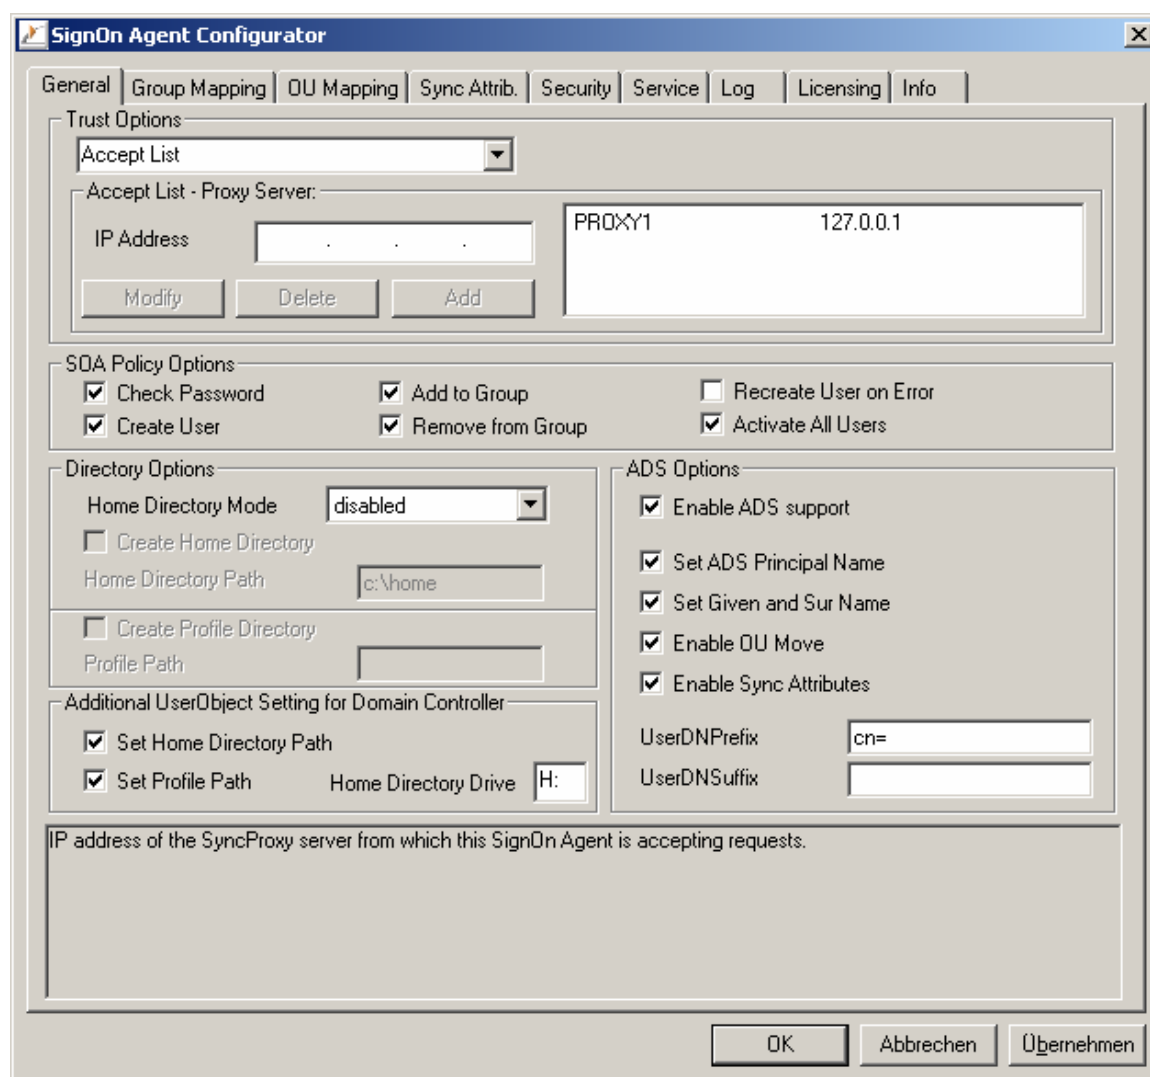 SignOn Agent Configurator
General Group Mapping OU Mapping Sync Attrib. Security Service Log Licensing Info
Trust Options
Accept List
Accept List - Proxy Server:
IP Address . . .
PROXY1 127.0.0.1
Modify Delete Add
SOA Policy Options
Check Password Add to Group Recreate User on Error
Create User Remove from Group Activate All Users
Directory Options
Home Directory Mode disabled
Create Home Directory
Home Directory Path c:\home
Create Profile Directory
Profile Path
Additional UserObject Setting for Domain Controller
Set Home Directory Path
Set Profile Path Home Directory Drive H:
ADS Options
Enable ADS support
Set ADS Principal Name
Set Given and Sur Name
Enable OU Move
Enable Sync Attributes
UserDNPrefix cn=
UserDNSuffix
IP address of the SyncProxy server from which this SignOn Agent is accepting requests.
OK Abbrechen Übernehmen